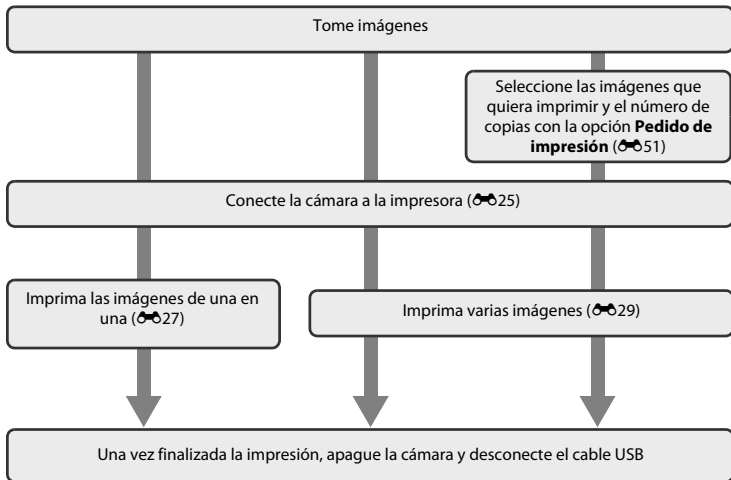 Tome imágenes
Seleccione las imágenes que
quiera imprimir y el número de
copias con la opción Pedido de
impresión (51)
Conecte la cámara a la impresora (25)
Imprima las imágenes de una en
una (27)
Imprima varias imágenes (29)
Una vez finalizada la impresión, apague la cámara y desconecte el cable USB